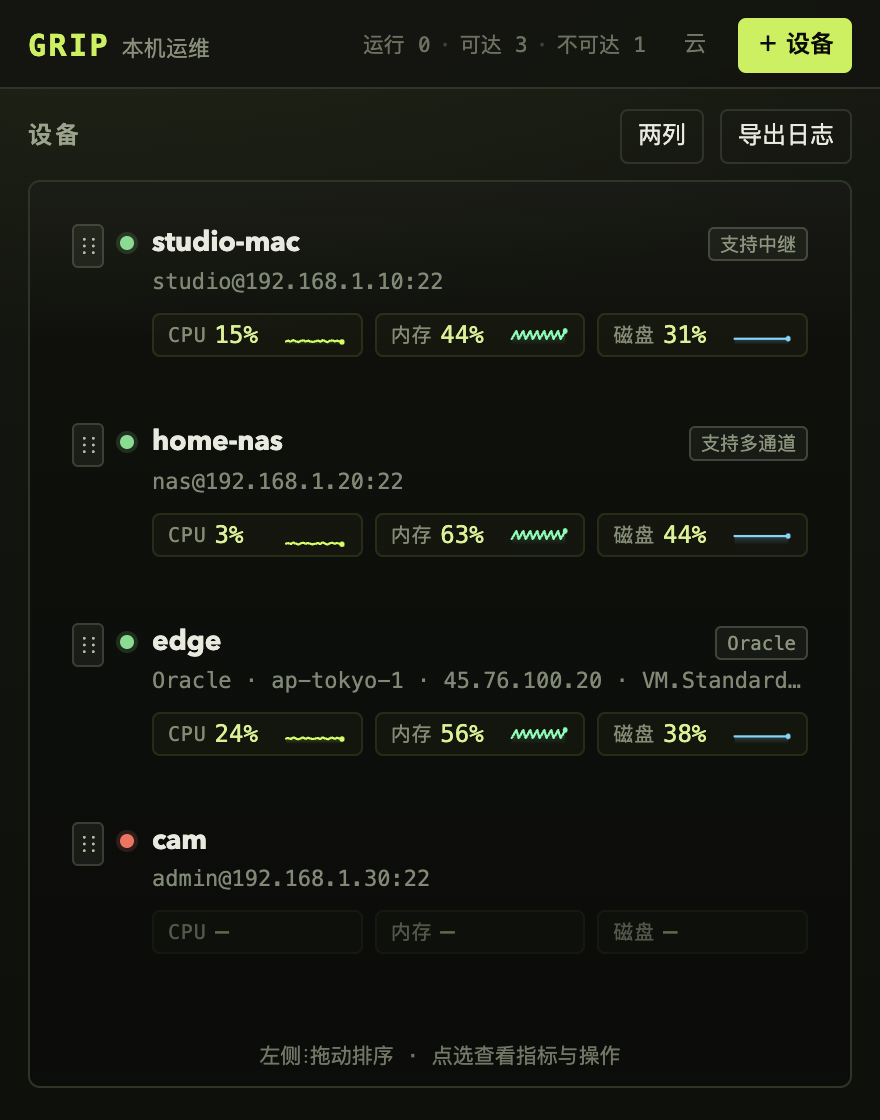 GRIP 本机运维 运行 0 · 可达 3 · 不可达 1 云 + 设备
设备 两列 导出日志
studio-mac 支持中继
studio@192.168.1.10:22
CPU 15% 内存 44% 磁盘 31%
home-nas 支持多通道
nas@192.168.1.20:22
CPU 3% 内存 63% 磁盘 44%
edge Oracle
Oracle · ap-tokyo-1 · 45.76.100.20 · VM.Standard…
CPU 24% 内存 56% 磁盘 38%
cam
admin@192.168.1.30:22
CPU — 内存 — 磁盘 —
左侧⋮拖动排序 · 点选查看指标与操作